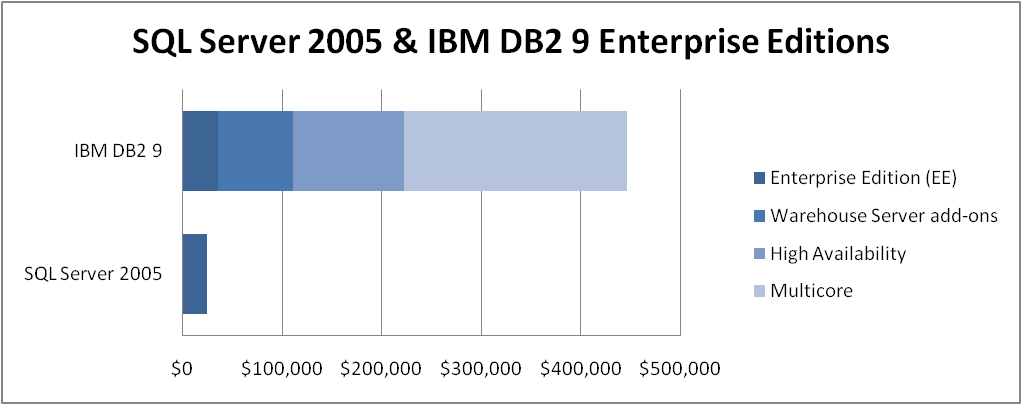 SQL Server 2005 & IBM DB2 9 Enterprise Editions
IBM DB2 9
SQL Server 2005
$0 $100,000 $200,000 $300,000 $400,000 $500,000
Enterprise Edition (EE)
Warehouse Server add-ons
High Availability
Multicore